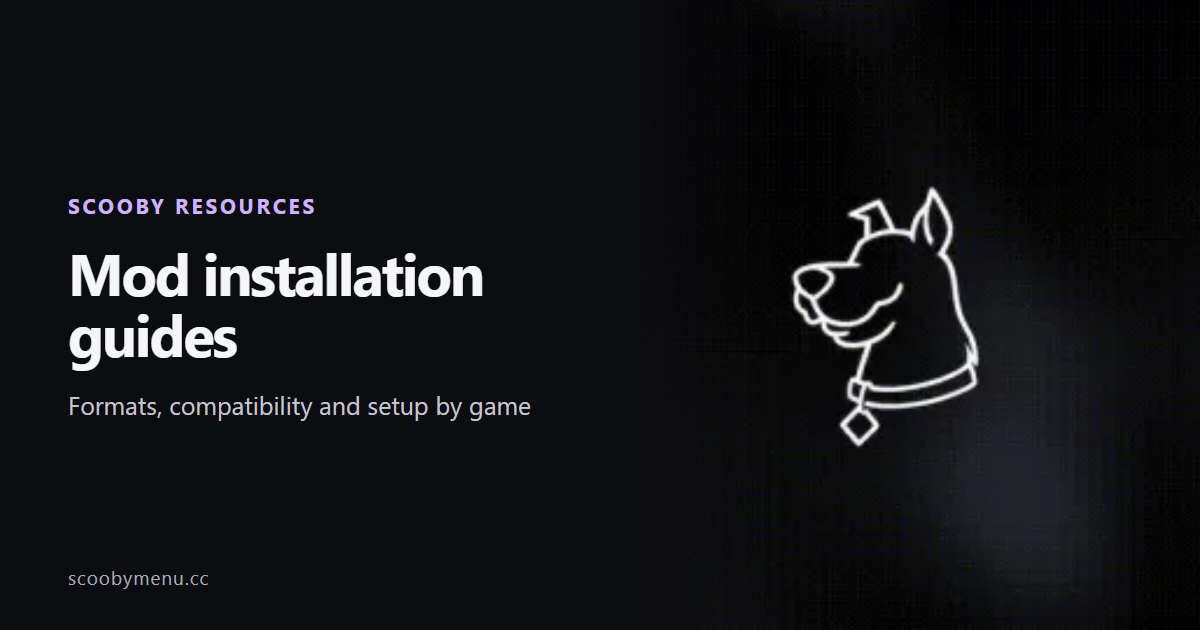 SCOOBY RESOURCES
Mod installation
guides
Formats, compatibility and setup by game
scoobymenu.cc